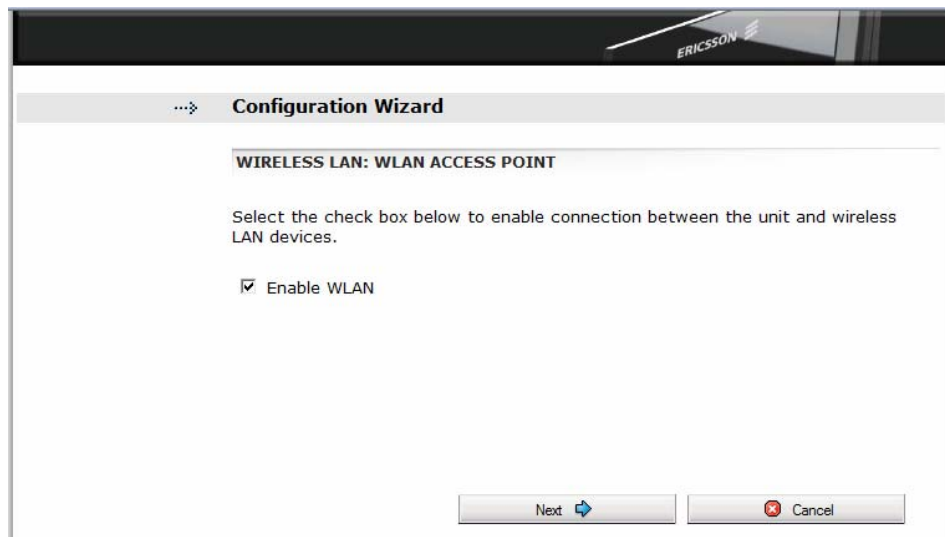 ERICSSON
Configuration Wizard
WIRELESS LAN: WLAN ACCESS POINT
Select the check box below to enable connection between the unit and wireless
LAN devices.
Enable WLAN
Next
Cancel